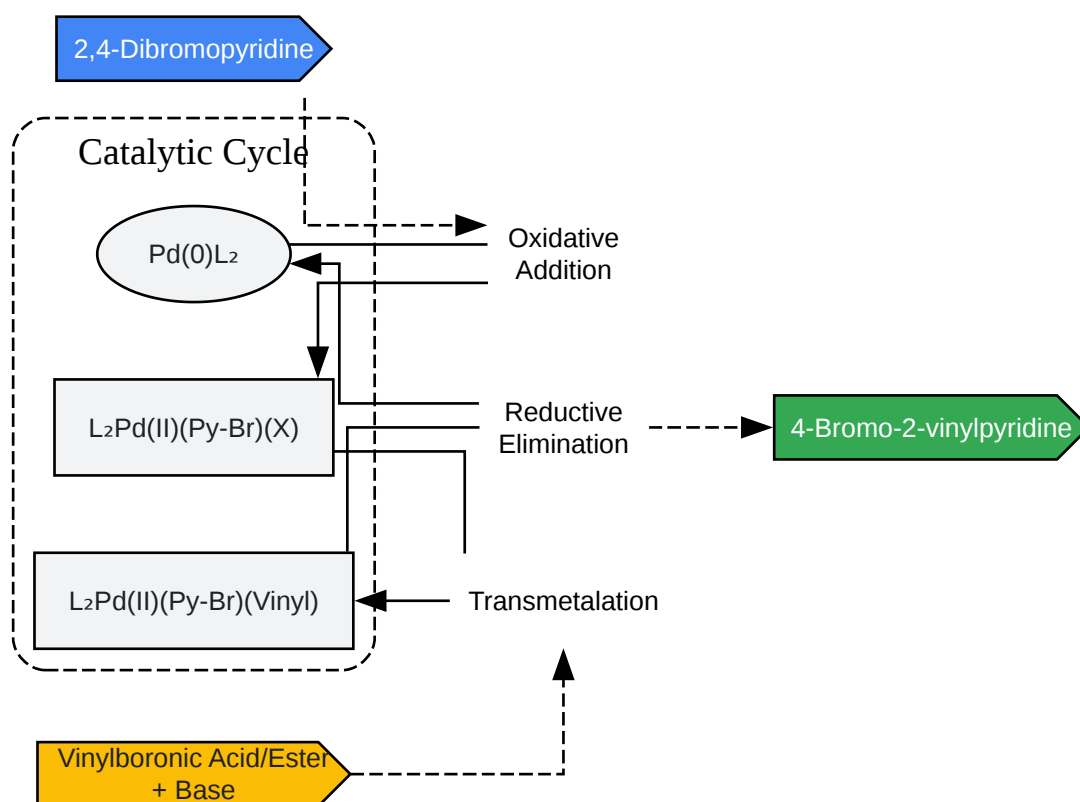 2,4-Dibromopyridine
Catalytic Cycle
Pd(0)L₂
Oxidative
Addition
L₂Pd(II)(Py-Br)(X)
Reductive
Elimination
4-Bromo-2-vinylpyridine
L₂Pd(II)(Py-Br)(Vinyl)
Transmetalation
Vinylboronic Acid/Ester
+ Base